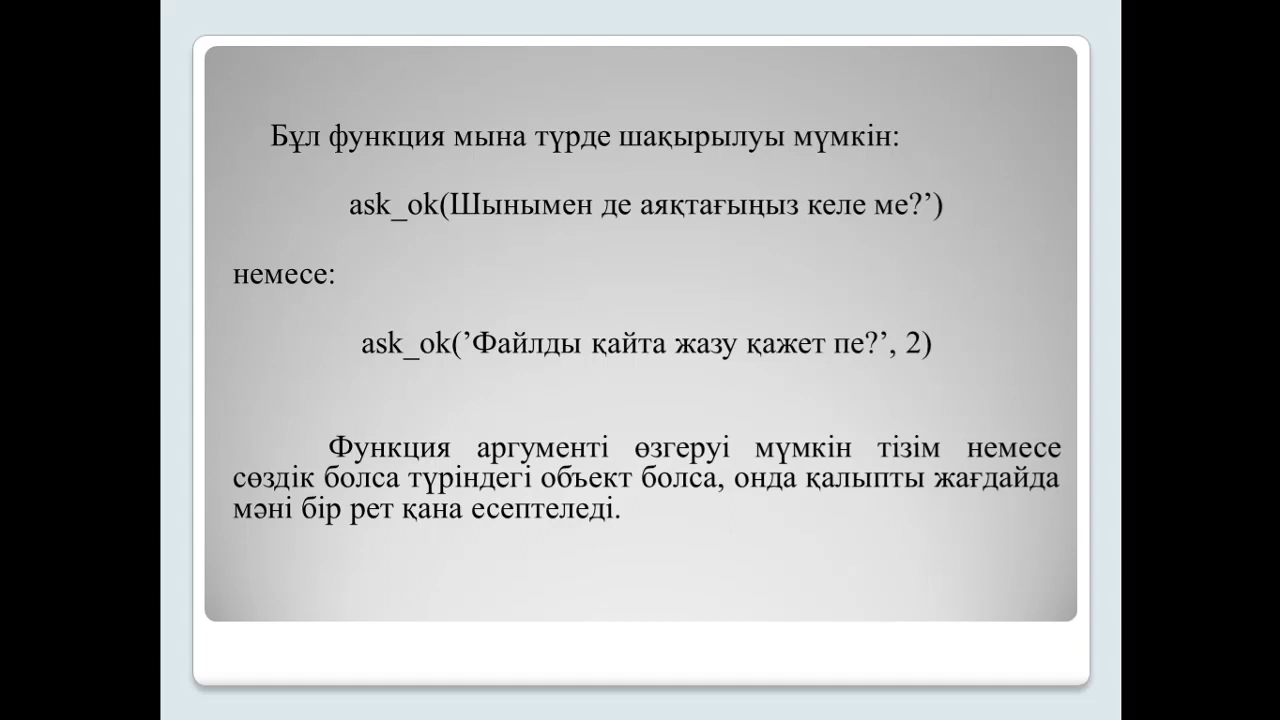 Бұл функция мына түрде шақырылуы мүмкін:
ask_ok(Шынымен де аяқтағыңыз келе ме?’)
немесе:
ask_ok(’Файлды қайта жазу қажет пе?’, 2)
Функция аргументі өзгеруі мүмкін тізім немесе
сөздік болса түріндегі объект болса, онда қалыпты жағдайда
мәні бір рет қана есептеледі.